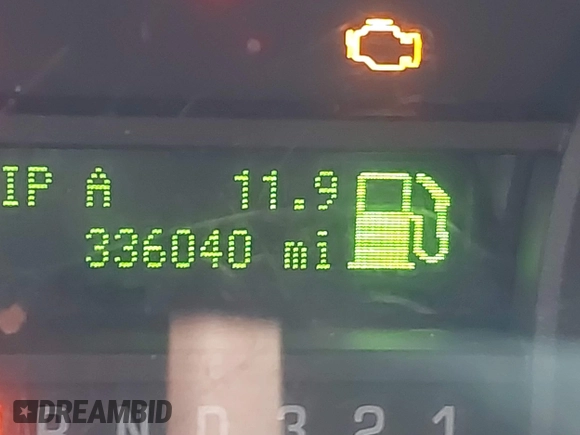 IP A 11.9
336040 mi
DREAMBID
R N D 3 2 1